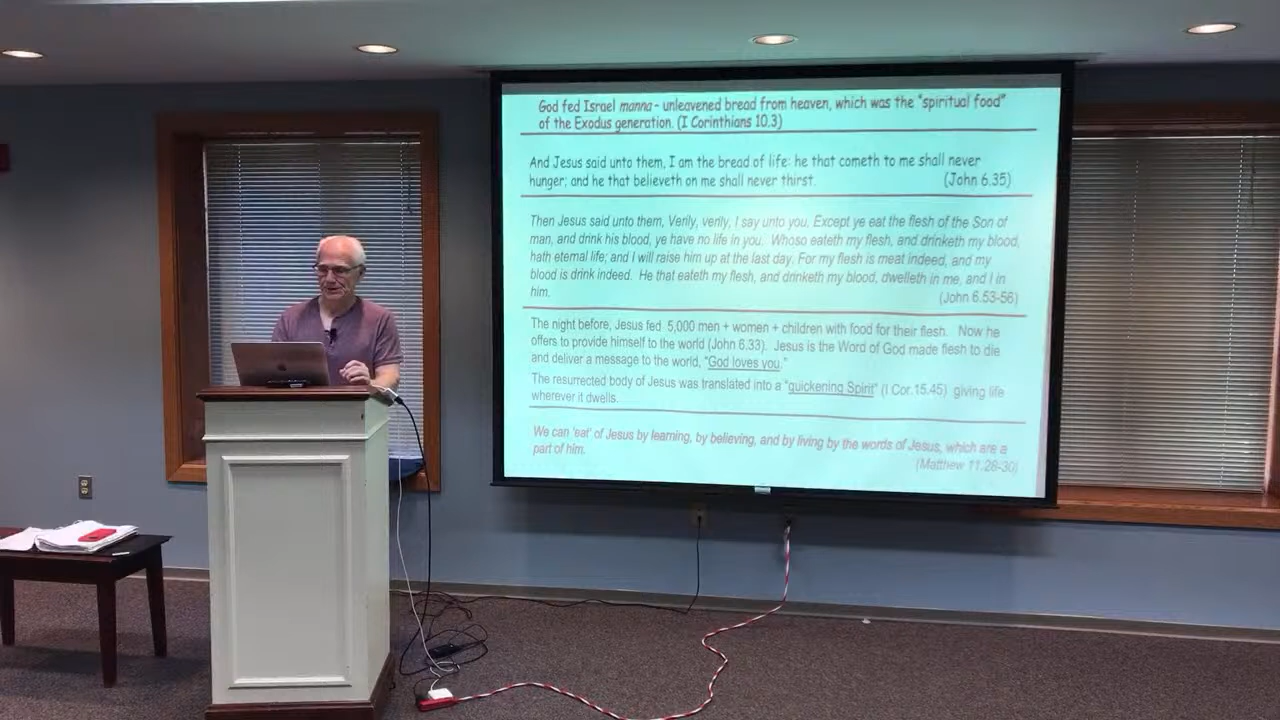 God fed Israel manna - unleavened bread from heaven, which was the "spiritual food"
of the Exodus generation. (I Corinthians 10.3)
And Jesus said unto them, I am the bread of life: he that cometh to me shall never
hunger; and he that believeth on me shall never thirst. (John 6.35)
Then Jesus said unto them, Verily, verily, I say unto you, Except ye eat the flesh of the Son of
man, and drink his blood, ye have no life in you. Whoso eateth my flesh, and drinketh my blood,
hath eternal life; and I will raise him up at the last day. For my flesh is meat indeed, and my
blood is drink indeed. He that eateth my flesh, and drinketh my blood, dwelleth in me, and I in
him. (John 6.53-56)
The night before, Jesus fed 5,000 men + women + children with food for their flesh. Now he
offers to provide himself to the world (John 6.33). Jesus is the Word of God made flesh to die
and deliver a message to the world, "God loves you."
The resurrected body of Jesus was translated into a "quickening Spirit" (I Cor.15.45) giving life
wherever it dwells.
We can 'eat' of Jesus by learning, by believing, and by living by the words of Jesus, which are a
part of him. (Matthew 11.28-30)